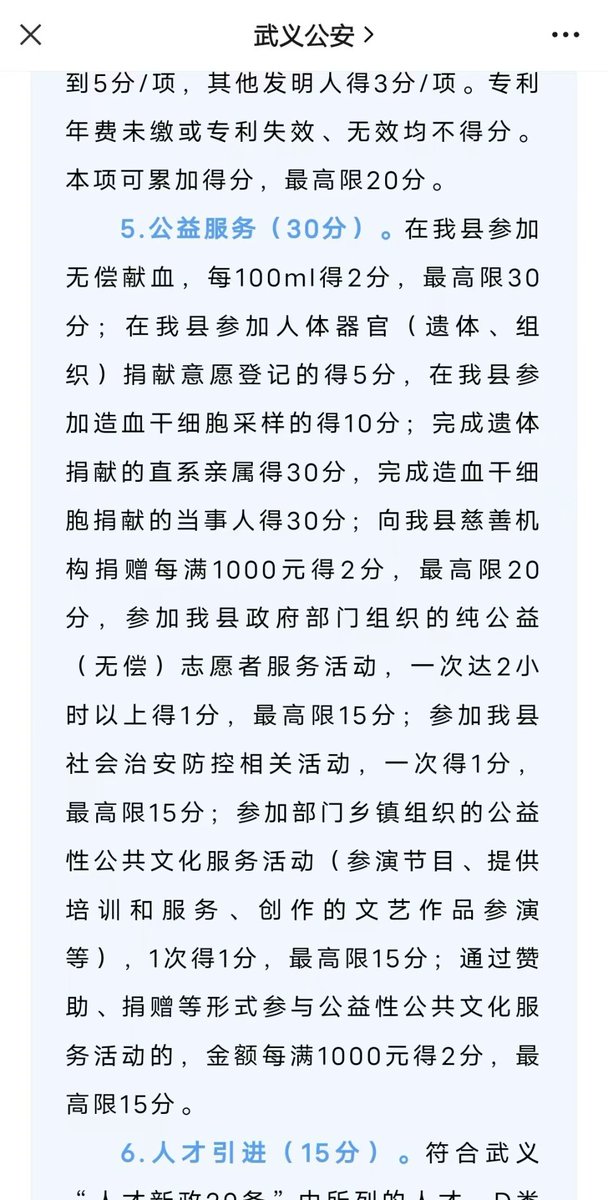 武义公安
到5分/项，其他发明人得3分/项。专利
年费未缴或专利失效、无效均不得分。
本项可累加得分，最高限20分。
5.公益服务（30分）。在我县参加
无偿献血，每100ml得2分，最高限30
分；在我县参加人体器官（遗体、组
织）捐献意愿登记的得5分，在我县参
加造血干细胞采样的得10分；完成遗体
捐献的直系亲属得30分，完成造血干细
胞捐献的当事人得30分；向我县慈善机
构捐赠每满1000元得2分，最高限20
分，参加我县政府部门组织的纯公益
（无偿）志愿者服务活动，一次达2小
时以上得1分，最高限15分；参加我县
社会治安防控相关活动，一次得1分，
最高限15分；参加部门乡镇组织的公益
性公共文化服务活动（参演节目、提供
培训和服务、创作的文艺作品参演
等），1次得1分，最高限15分；通过赞
助、捐赠等形式参与公益性公共文化服
务活动的，金额每满1000元得2分，最
高限15分。
6.人才引进（15分）。符合武义
“人才新政20条”中所列的人才，D类